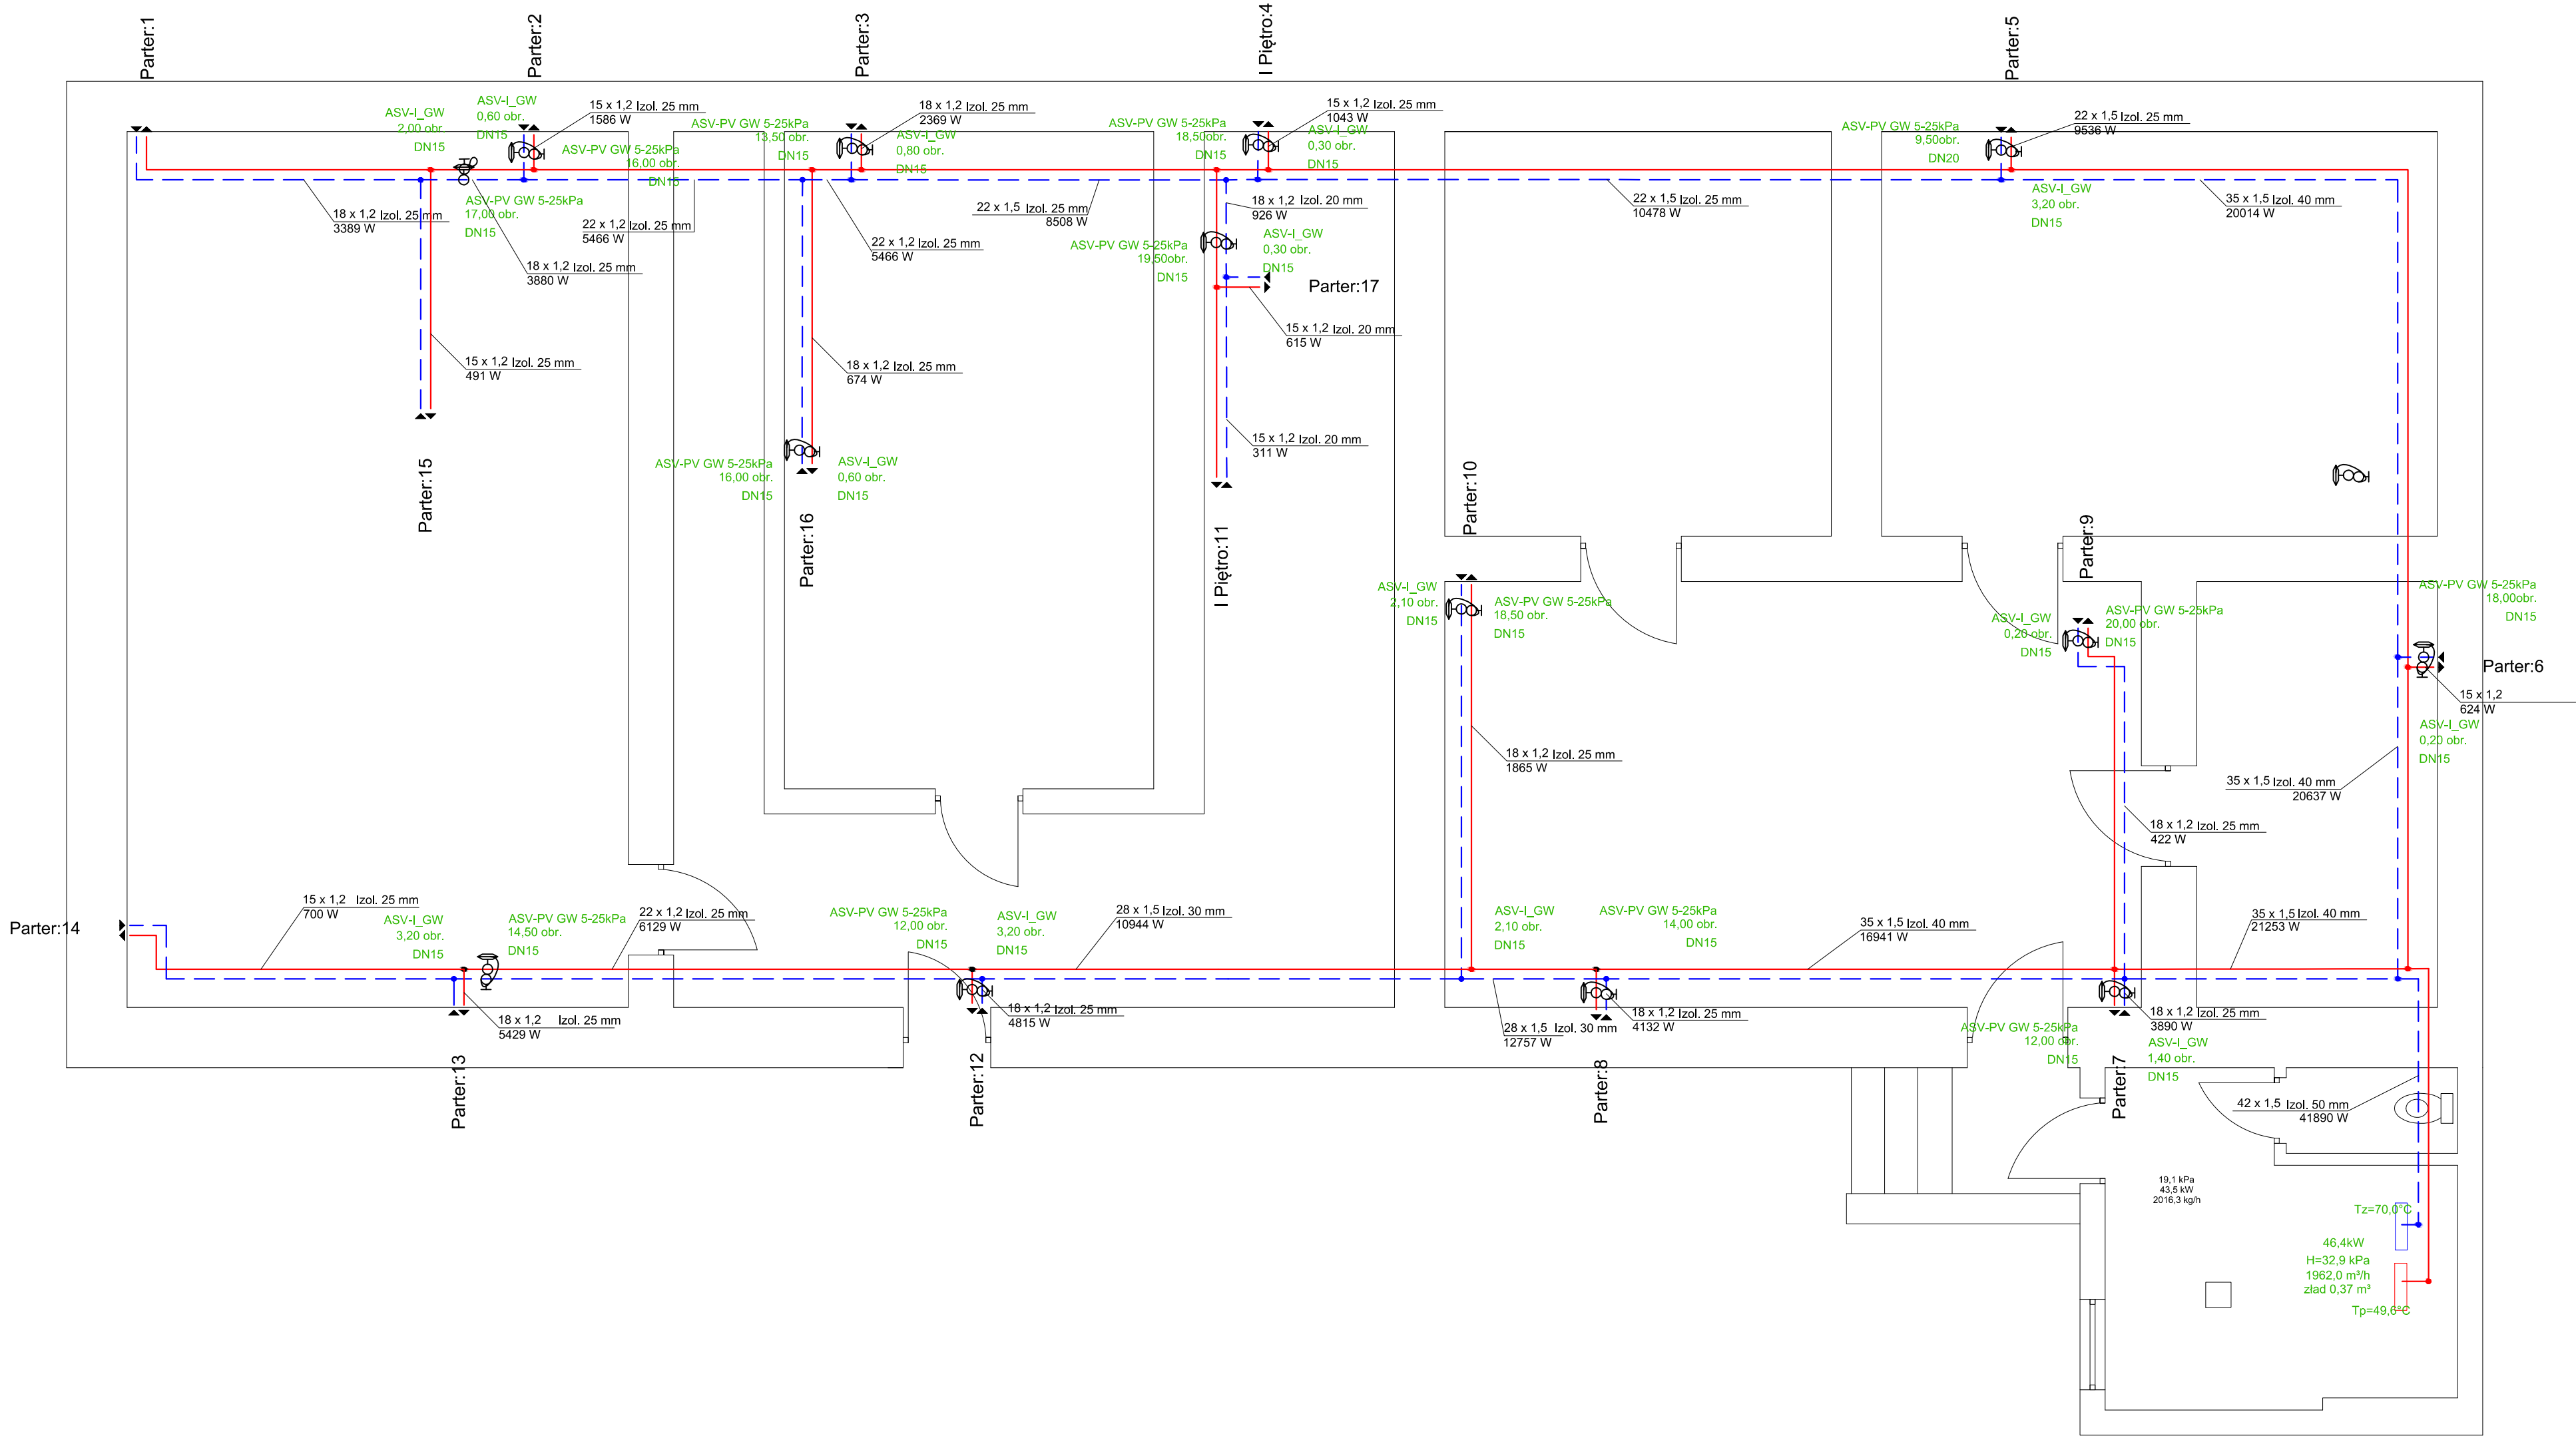 Parter:1
Parter:2
Parter:3
I Piętro:4
Parter:5
ASV-I_GW
2,00 obr.
DN15
ASV-I_GW
0,60 obr.
DN15
15 x 1,2 Izol. 25 mm
1586 W
ASV-PV GW 5-25kPa
16,00 obr.
DN15
ASV-PV GW 5-25kPa
13,50 obr.
DN15
18 x 1,2 Izol. 25 mm
2369 W
ASV-I_GW
0,80 obr.
DN15
ASV-PV GW 5-25kPa
18,50obr.
DN15
15 x 1,2 Izol. 25 mm
1043 W
ASV-I_GW
0,30 obr.
DN15
ASV-PV GW 5-25kPa
9,50obr.
DN20
22 x 1,5 Izol. 25 mm
9536 W
18 x 1,2 Izol. 25 mm
3389 W
ASV-PV GW 5-25kPa
17,00 obr.
DN15
22 x 1,2 Izol. 25 mm
5466 W
18 x 1,2 Izol. 25 mm
3880 W
22 x 1,2 Izol. 25 mm
5466 W
22 x 1,5 Izol. 25 mm
8508 W
18 x 1,2 Izol. 20 mm
926 W
ASV-PV GW 5-25kPa
19,50obr.
DN15
ASV-I_GW
0,30 obr.
DN15
Parter:17
22 x 1,5 Izol. 25 mm
10478 W
ASV-I_GW
3,20 obr.
DN15
35 x 1,5 Izol. 40 mm
20014 W
15 x 1,2 Izol. 20 mm
615 W
15 x 1,2 Izol. 25 mm
491 W
18 x 1,2 Izol. 25 mm
674 W
15 x 1,2 Izol. 20 mm
311 W
Parter:15
ASV-PV GW 5-25kPa
16,00 obr.
DN15
ASV-I_GW
0,60 obr.
DN15
Parter:16
I Piętro:11
Parter:10
Parter:9
ASV-I_GW
2,10 obr.
DN15
ASV-PV GW 5-25kPa
18,50 obr.
DN15
ASV-I_GW
0,20 obr.
DN15
ASV-PV GW 5-25kPa
20,00 obr.
DN15
ASV-PV GW 5-25kPa
18,00obr.
DN15
Parter:6
15 x 1,2
624 W
ASV-I_GW
0,20 obr.
DN15
18 x 1,2 Izol. 25 mm
1865 W
35 x 1,5 Izol. 40 mm
20637 W
18 x 1,2 Izol. 25 mm
422 W
Parter:14
15 x 1,2 Izol. 25 mm
700 W
ASV-I_GW
3,20 obr.
DN15
ASV-PV GW 5-25kPa
14,50 obr.
DN15
22 x 1,2 Izol. 25 mm
6129 W
ASV-PV GW 5-25kPa
12,00 obr.
DN15
ASV-I_GW
3,20 obr.
DN15
28 x 1,5 Izol. 30 mm
10944 W
ASV-I_GW
2,10 obr.
DN15
ASV-PV GW 5-25kPa
14,00 obr.
DN15
35 x 1,5 Izol. 40 mm
16941 W
35 x 1,5 Izol. 40 mm
21253 W
18 x 1,2 Izol. 25 mm
5429 W
18 x 1,2 Izol. 25 mm
4815 W
28 x 1,5 Izol. 30 mm
12757 W
18 x 1,2 Izol. 25 mm
4132 W
ASV-PV GW 5-25kPa
12,00 obr.
DN15
18 x 1,2 Izol. 25 mm
3890 W
ASV-I_GW
1,40 obr.
DN15
Parter:13
Parter:12
Parter:8
Parter:7
42 x 1,5 Izol. 50 mm
41890 W
19,1 kPa
43,5 kW
2016,3 kg/h
Tz=70,0°C
46,4kW
H=32,9 kPa
1962,0 m³/h
zład 0,37 m³
Tp=49,6°C